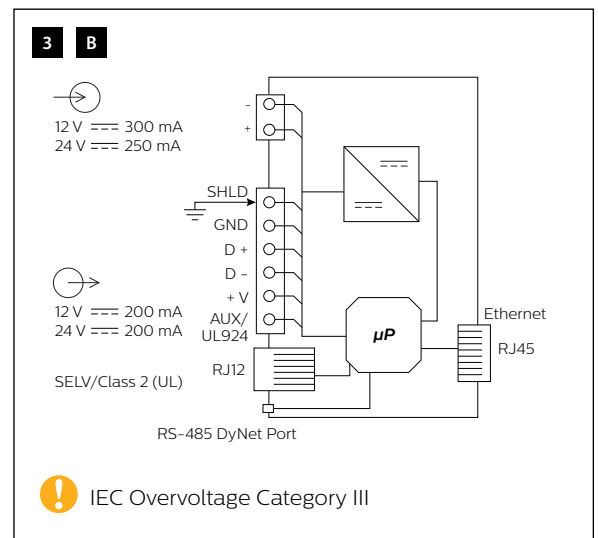 3 B
12 V 300 mA
24 V 250 mA
-
+
SHLD
GND
D +
D -
+ V
AUX/
UL924
12 V 200 mA
24 V 200 mA
SELV/Class 2 (UL)
RJ12
µP
Ethernet
RJ45
RS-485 DyNet Port
! IEC Overvoltage Category III